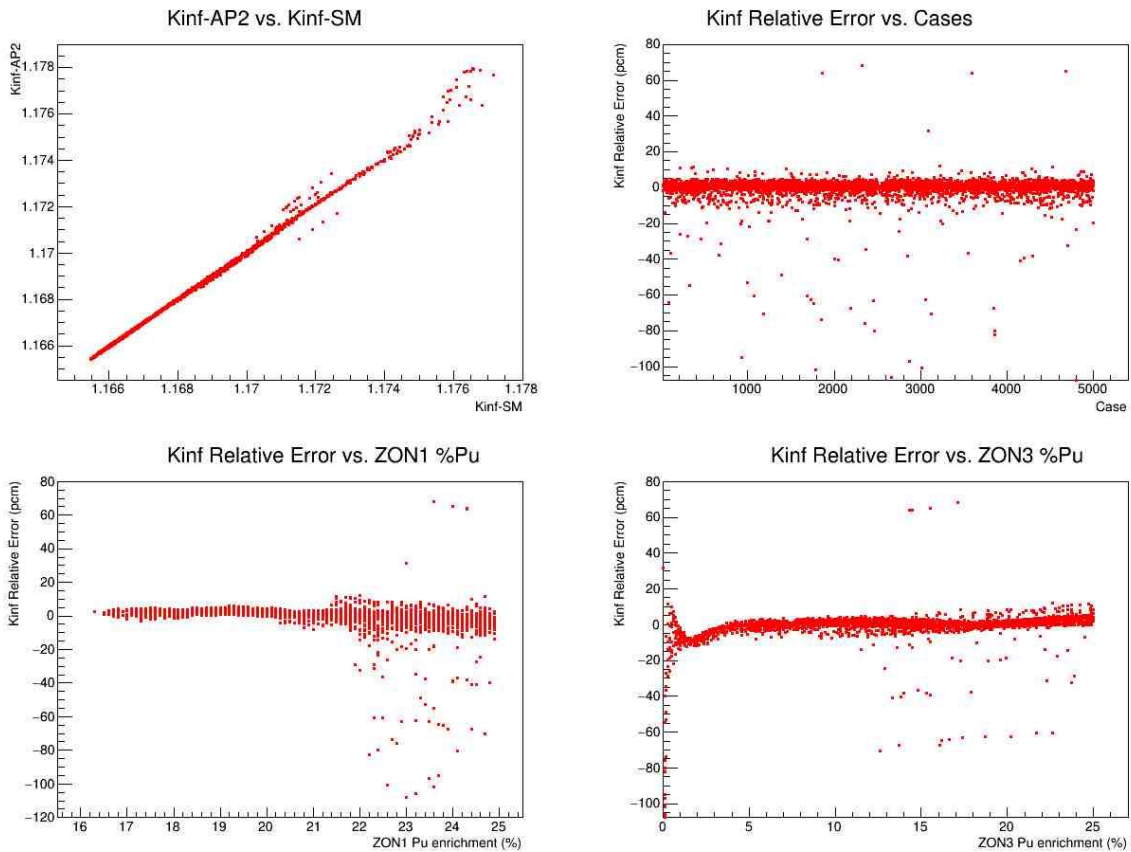 Kinf-AP2 vs. Kinf-SM
Kinf-AP2
1.178
1.176
1.174
1.172
1.17
1.168
1.166
1.166 1.168 1.17 1.172 1.174 1.176 1.178
Kinf-SM
Kinf Relative Error vs. Cases
Kinf Relative Error (pcm)
80
60
40
20
0
−20
−40
−60
−80
−100
1000 2000 3000 4000 5000
Case
Kinf Relative Error vs. ZON1 %Pu
Kinf Relative Error (pcm)
80
60
40
20
0
−20
−40
−60
−80
−100
−120
16 17 18 19 20 21 22 23 24 25
ZON1 Pu enrichment (%)
Kinf Relative Error vs. ZON3 %Pu
Kinf Relative Error (pcm)
80
60
40
20
0
−20
−40
−60
−80
−100
0 5 10 15 20 25
ZON3 Pu enrichment (%)